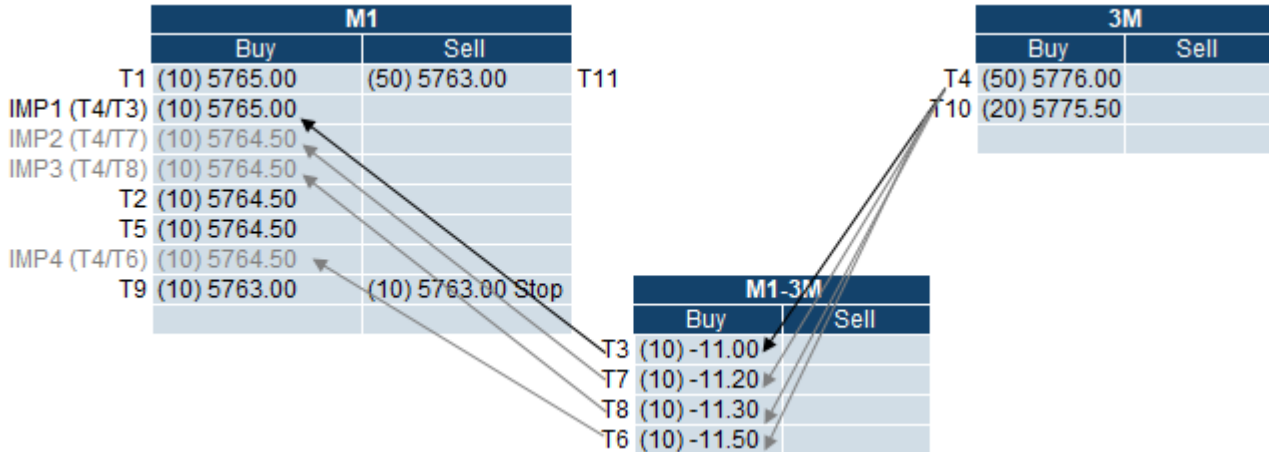 M1 3M
Buy Sell Buy Sell
T1 (10) 5765.00 (50) 5763.00 T11 T4 (50) 5776.00
IMP1 (T4/T3) (10) 5765.00 T10 (20) 5775.50
IMP2 (T4/T7) (10) 5764.50
IMP3 (T4/T8) (10) 5764.50
T2 (10) 5764.50
T5 (10) 5764.50
IMP4 (T4/T6) (10) 5764.50
T9 (10) 5763.00 (10) 5763.00 Stop M1-3M
Buy Sell
T3 (10) -11.00
T7 (10) -11.20
T8 (10) -11.30
T6 (10) -11.50